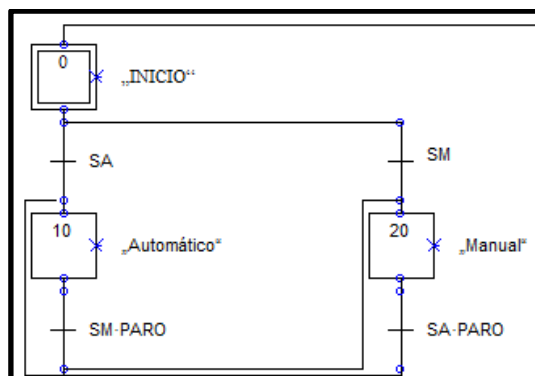 0
„INICIO“
SA
SM
10
„Automático“
20
„Manual“
SM-PARO
SA-PARO